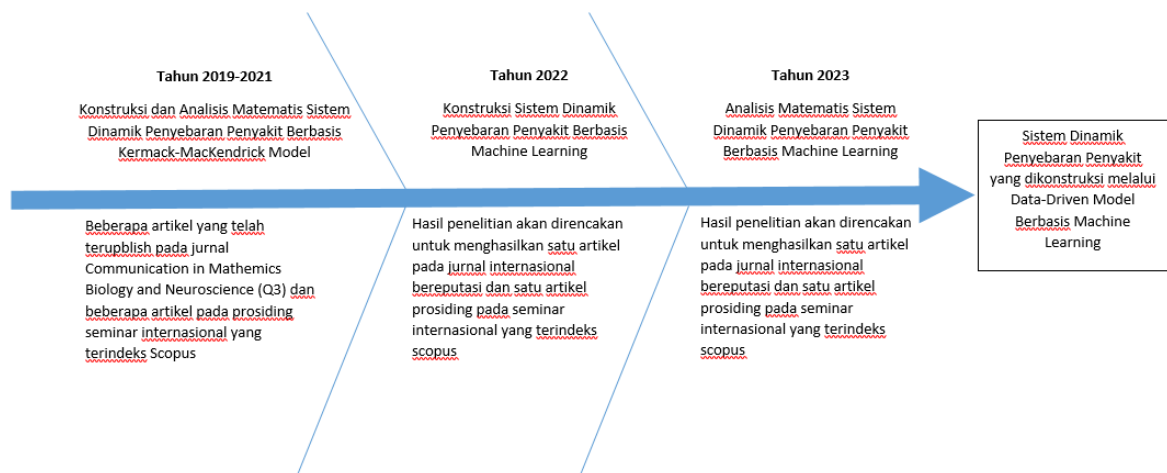 Tahun 2019-2021
Konstruksi dan Analisis Matematis Sistem
Dinamik Penyebaran Penyakit Berbasis
Kermack-MacKendrick Model
Tahun 2022
Konstruksi Sistem Dinamik
Penyebaran Penyakit Berbasis
Machine Learning
Tahun 2023
Analisis Matematis Sistem
Dinamik Penyebaran Penyakit
Berbasis Machine Learning
Sistem Dinamik
Penyebaran Penyakit
yang dikonstruksi melalui
Data-Driven Model
Berbasis Machine
Learning
Beberapa artikel yang telah
terupblish pada jurnal
Communication in Mathemics
Biology and Neuroscience (Q3) dan
beberapa artikel pada prosiding
seminar internasional yang
terindeks Scopus
Hasil penelitian akan direncakan
untuk menghasilkan satu artikel
pada jurnal internasional
bereputasi dan satu artikel
prosiding pada seminar
internasional yang terindeks
scopus
Hasil penelitian akan direncakan
untuk menghasilkan satu artikel
pada jurnal internasional
bereputasi dan satu artikel
prosiding pada seminar
internasional yang terindeks
scopus